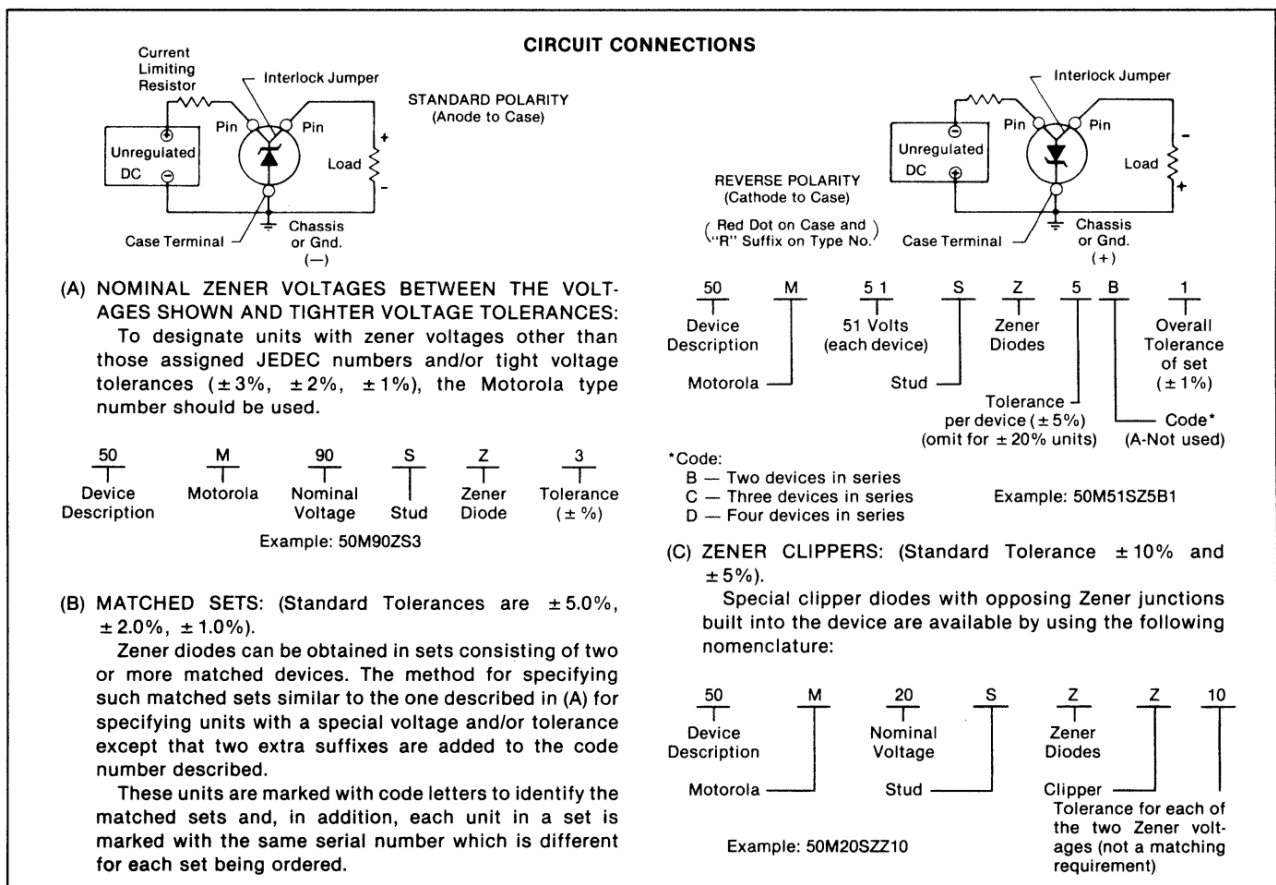 CIRCUIT CONNECTIONS
Current
Limiting
Resistor
Interlock Jumper
STANDARD POLARITY
(Anode to Case)
Pin
Pin
+
Unregulated
DC
+
−
Load
-
Case Terminal
Chassis
or Gnd.
(—)
Interlock Jumper
Pin
Pin
-
Unregulated
DC
−
+
Load
+
REVERSE POLARITY
(Cathode to Case)
(Red Dot on Case and
"R" Suffix on Type No.)
Case Terminal
Chassis
or Gnd.
(+)
(A) NOMINAL ZENER VOLTAGES BETWEEN THE VOLT-
AGES SHOWN AND TIGHTER VOLTAGE TOLERANCES:
To designate units with zener voltages other than
those assigned JEDEC numbers and/or tight voltage
tolerances (±3%, ±2%, ±1%), the Motorola type
number should be used.
50 M 90 S Z 3
Device Motorola Nominal Stud Zener Tolerance
Description Voltage Diode (± %)
Example: 50M90ZS3
(B) MATCHED SETS: (Standard Tolerances are ±5.0%,
±2.0%, ±1.0%).
Zener diodes can be obtained in sets consisting of two
or more matched devices. The method for specifying
such matched sets similar to the one described in (A) for
specifying units with a special voltage and/or tolerance
except that two extra suffixes are added to the code
number described.
These units are marked with code letters to identify the
matched sets and, in addition, each unit in a set is
marked with the same serial number which is different
for each set being ordered.
50 M 51 S Z 5 B 1
Device 51 Volts Zener Overall
Description (each device) Diodes Tolerance
of set
(±1%)
Motorola
Stud
Tolerance
per device (±5%)
(omit for ±20% units)
Code*
(A-Not used)
*Code:
B — Two devices in series
C — Three devices in series
D — Four devices in series
Example: 50M51SZ5B1
(C) ZENER CLIPPERS: (Standard Tolerance ±10% and
±5%).
Special clipper diodes with opposing Zener junctions
built into the device are available by using the following
nomenclature:
50 M 20 S Z Z 10
Device Nominal Zener
Description Voltage Diodes
Motorola
Stud
Clipper
Tolerance for each of
the two Zener volt-
ages (not a matching
requirement)
Example: 50M20SZZ10